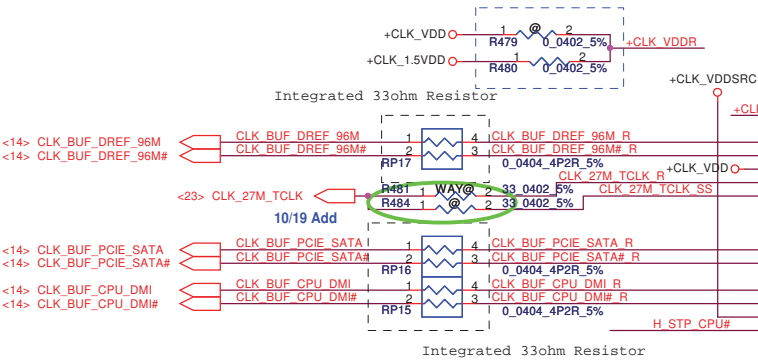 +CLK_VDD 1 @ 2
R479 0_0402_5% +CLK_VDDR
+CLK_1.5VDD 1 2
R480 0_0402_5%
+CLK_VDDSRC
Integrated 33ohm Resistor
+CL
<14> CLK_BUF_DREF_96M CLK_BUF_DREF_96M 1 4 CLK_BUF_DREF_96M_R
<14> CLK_BUF_DREF_96M# CLK_BUF_DREF_96M# 2 3 CLK_BUF_DREF_96M#_R
RP17 0_0404_4P2R_5% +CLK_VDD
CLK_27M_TCLK_R
R481 1 WAY@ 2 33_0402_5% CLK_27M_TCLK_SS
<23> CLK_27M_TCLK
R484 1 @ 2 33_0402_5%
10/19 Add
<14> CLK_BUF_PCIE_SATA CLK_BUF_PCIE_SATA 1 4 CLK_BUF_PCIE_SATA_R
<14> CLK_BUF_PCIE_SATA# CLK_BUF_PCIE_SATA# 2 3 CLK_BUF_PCIE_SATA#_R
RP16 0_0404_4P2R_5%
<14> CLK_BUF_CPU_DMI CLK_BUF_CPU_DMI 1 4 CLK_BUF_CPU_DMI_R
<14> CLK_BUF_CPU_DMI# CLK_BUF_CPU_DMI# 2 3 CLK_BUF_CPU_DMI#_R
RP15 0_0404_4P2R_5%
H_STP_CPU#
Integrated 33ohm Resistor